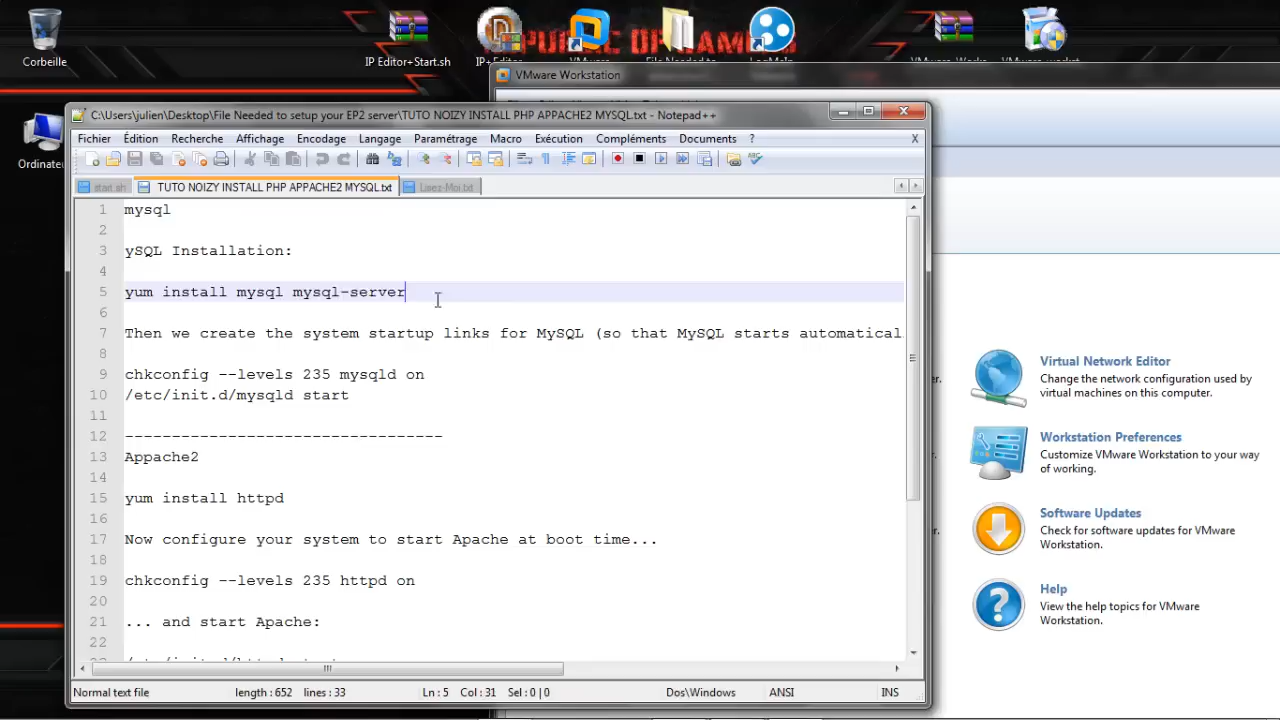 Corbeille
IP Editor+Start.sh
REPUBLIC OF GAMERS
VMware Workstation
C:\Users\julien\Desktop\File Needed to setup your EP2 server\TUTO NOIZY INSTALL PHP APPACHE2 MYSQL.txt - Notepad++
Fichier Édition Recherche Affichage Encodage Langage Paramétrage Macro Exécution Compléments Documents ? X
start.sh TUTO NOIZY INSTALL PHP APPACHE2 MYSQL.txt Lisez-Moi.txt
Ordinate
1 mysql
2
3 ySQL Installation:
4
5 yum install mysql mysql-server
6
7 Then we create the system startup links for MySQL (so that MySQL starts automatical
8
9 chkconfig --levels 235 mysqld on
10 /etc/init.d/mysqld start
11
12 ----------------------------------
13 Appache2
14
15 yum install httpd
16
17 Now configure your system to start Apache at boot time...
18
19 chkconfig --levels 235 httpd on
20
21 ... and start Apache:
22
Normal text file length : 652 lines : 33 Ln : 5 Col : 31 Sel : 0 | 0 Dos\Windows ANSI INS
Virtual Network Editor
Change the network configuration used by
virtual machines on this computer.
Workstation Preferences
Customize VMware Workstation to your way
of working.
Software Updates
Check for software updates for VMware
Workstation.
Help
View the help topics for VMware
Workstation.